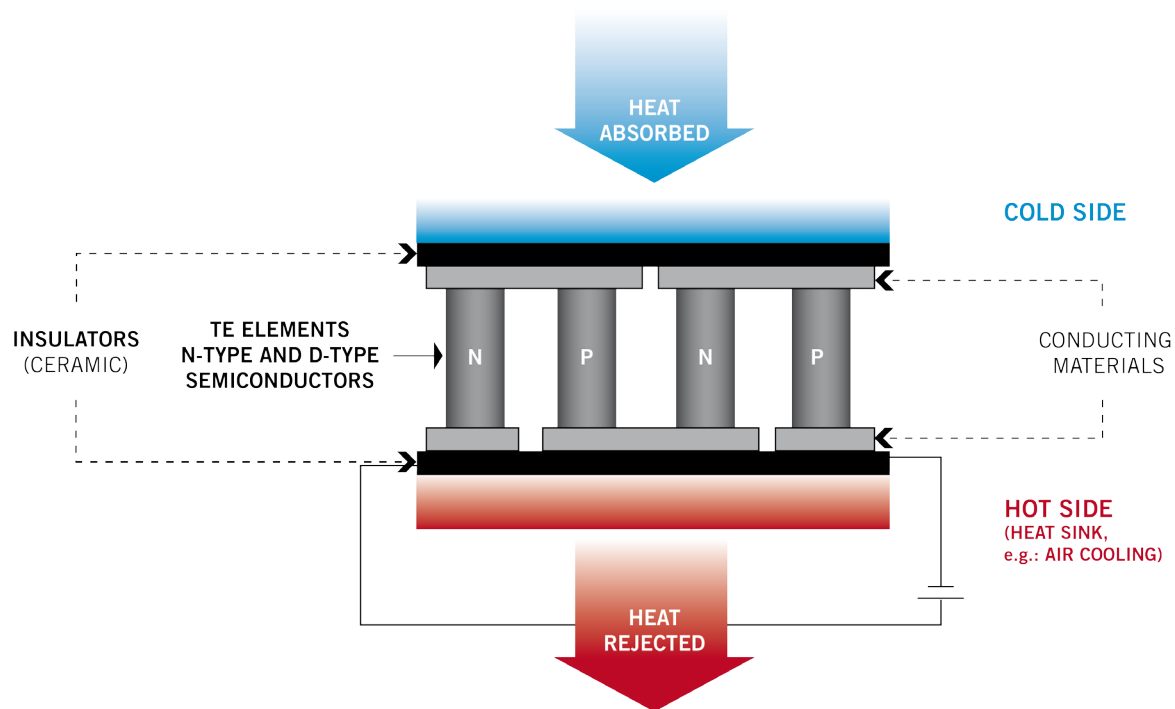 HEAT
ABSORBED
COLD SIDE
INSULATORS
(CERAMIC)
TE ELEMENTS
N-TYPE AND D-TYPE
SEMICONDUCTORS
N
P
N
P
CONDUCTING
MATERIALS
HOT SIDE
(HEAT SINK,
e.g.: AIR COOLING)
HEAT
REJECTED